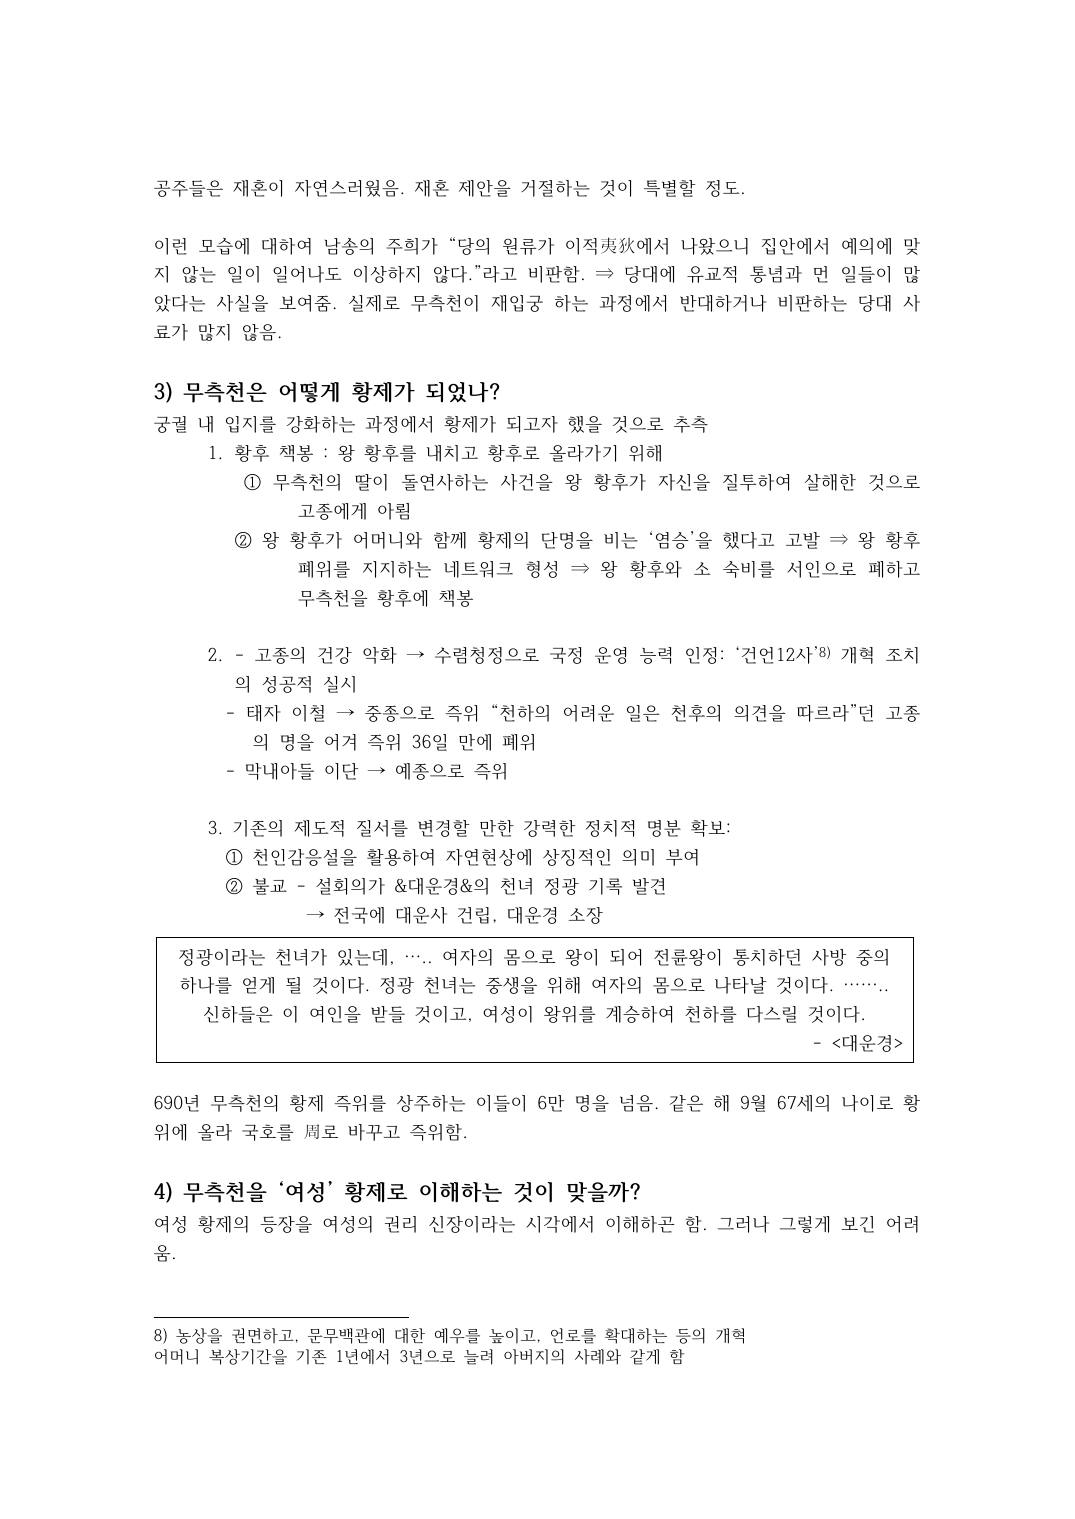 공주들은 재혼이 자연스러웠음. 재혼 제안을 거절하는 것이 특별할 정도.
이런 모습에 대하여 남송의 주희가 “당의 원류가 이적夷狄에서 나왔으니 집안에서 예의에 맞
지 않는 일이 일어나도 이상하지 않다.”라고 비판함. ⇒ 당대에 유교적 통념과 먼 일들이 많
았다는 사실을 보여줌. 실제로 무측천이 재입궁 하는 과정에서 반대하거나 비판하는 당대 사
료가 많지 않음.
3) 무측천은 어떻게 황제가 되었나?
궁궐 내 입지를 강화하는 과정에서 황제가 되고자 했을 것으로 추측
1. 황후 책봉 : 왕 황후를 내치고 황후로 올라가기 위해
① 무측천의 딸이 돌연사하는 사건을 왕 황후가 자신을 질투하여 살해한 것으로
고종에게 아룀
② 왕 황후가 어머니와 함께 황제의 단명을 비는 ‘염승’을 했다고 고발 ⇒ 왕 황후
폐위를 지지하는 네트워크 형성 ⇒ 왕 황후와 소 숙비를 서인으로 폐하고
무측천을 황후에 책봉
2. - 고종의 건강 악화 → 수렴청정으로 국정 운영 능력 인정: ‘건언12사’8) 개혁 조치
의 성공적 실시
- 태자 이철 → 중종으로 즉위 “천하의 어려운 일은 천후의 의견을 따르라”던 고종
의 명을 어겨 즉위 36일 만에 폐위
- 막내아들 이단 → 예종으로 즉위
3. 기존의 제도적 질서를 변경할 만한 강력한 정치적 명분 확보:
① 천인감응설을 활용하여 자연현상에 상징적인 의미 부여
② 불교 - 설회의가 &대운경&의 천녀 정광 기록 발견
→ 전국에 대운사 건립, 대운경 소장
정광이라는 천녀가 있는데, ….. 여자의 몸으로 왕이 되어 전륜왕이 통치하던 사방 중의
하나를 얻게 될 것이다. 정광 천녀는 중생을 위해 여자의 몸으로 나타날 것이다. ……..
신하들은 이 여인을 받들 것이고, 여성이 왕위를 계승하여 천하를 다스릴 것이다.
- <대운경>
690년 무측천의 황제 즉위를 상주하는 이들이 6만 명을 넘음. 같은 해 9월 67세의 나이로 황
위에 올라 국호를 周로 바꾸고 즉위함.
4) 무측천을 ‘여성’ 황제로 이해하는 것이 맞을까?
여성 황제의 등장을 여성의 권리 신장이라는 시각에서 이해하곤 함. 그러나 그렇게 보긴 어려
움.
8) 농상을 권면하고, 문무백관에 대한 예우를 높이고, 언로를 확대하는 등의 개혁
어머니 복상기간을 기존 1년에서 3년으로 늘려 아버지의 사례와 같게 함